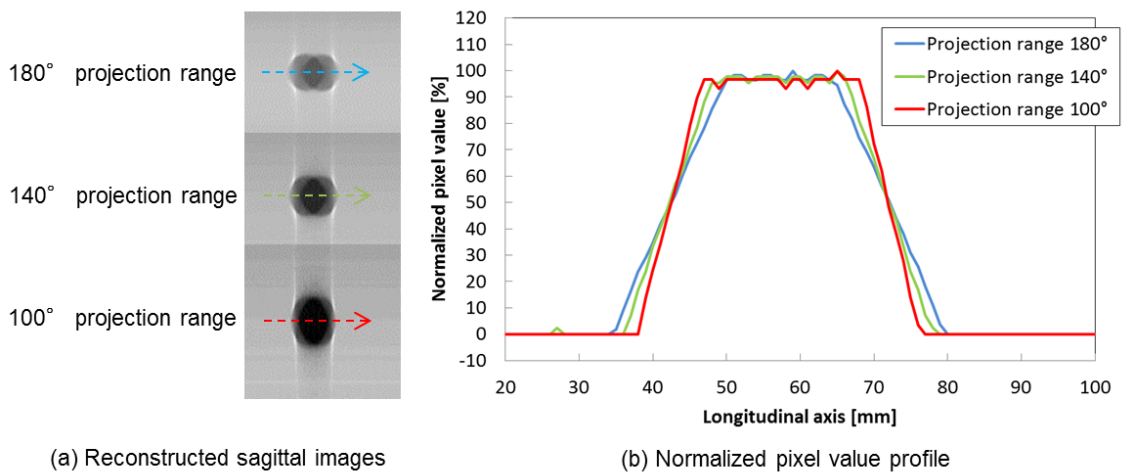 180° projection range
140° projection range
100° projection range
(a) Reconstructed sagittal images
Normalized pixel value [%]
120
110
100
90
80
70
60
50
40
30
20
10
0
-10
20 30 40 50 60 70 80 90 100
Longitudinal axis [mm]
Projection range 180°
Projection range 140°
Projection range 100°
(b) Normalized pixel value profile